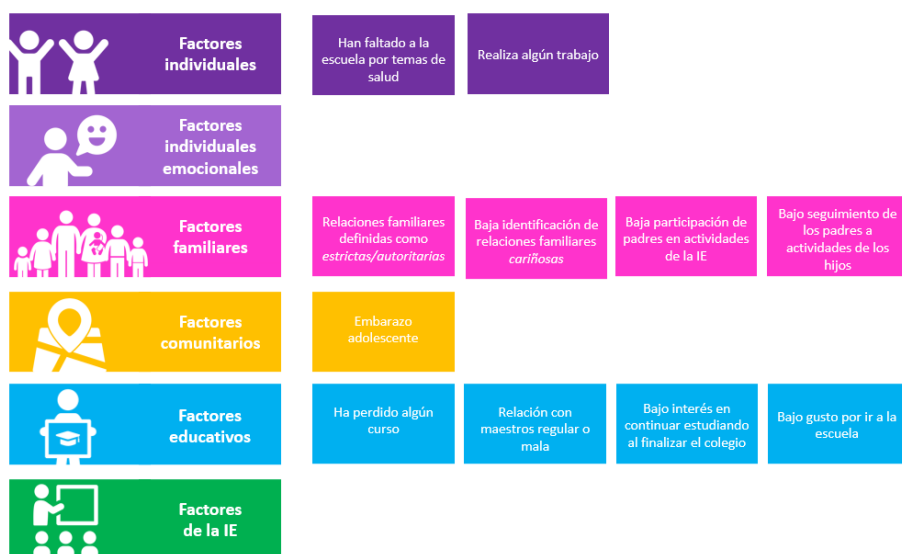 Factores
individuales
Han faltado a la
escuela por temas de
salud
Realiza algún trabajo
Factores
individuales
emocionales
Factores
familiares
Relaciones familiares
definidas como
estrictas/autoritarias
Baja identificación de
relaciones familiares
cariñosas
Baja participación de
padres en actividades
de la IE
Bajo seguimiento de
los padres a
actividades de los
hijos
Factores
comunitarios
Embarazo
adolescente
Factores
educativos
Ha perdido algún
curso
Relación con
maestros regular o
mala
Bajo interés en
continuar estudiando
al finalizar el colegio
Bajo gusto por ir a la
escuela
Factores
de la IE